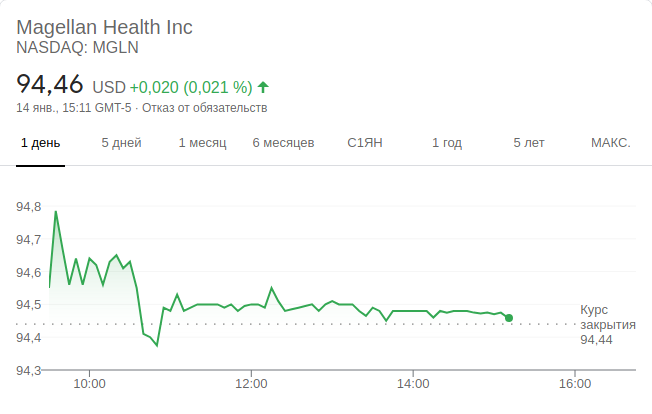 Magellan Health Inc
NASDAQ: MGLN
94,46 USD +0,020 (0,021 %)
14 янв., 15:11 GMT-5 · Отказ от обязательств
1 день 5 дней 1 месяц 6 месяцев С1ЯН 1 год 5 лет МАКС.
94,8
94,7
94,6
94,5
94,4
94,3
Курс
закрытия
94,44
10:00 12:00 14:00 16:00